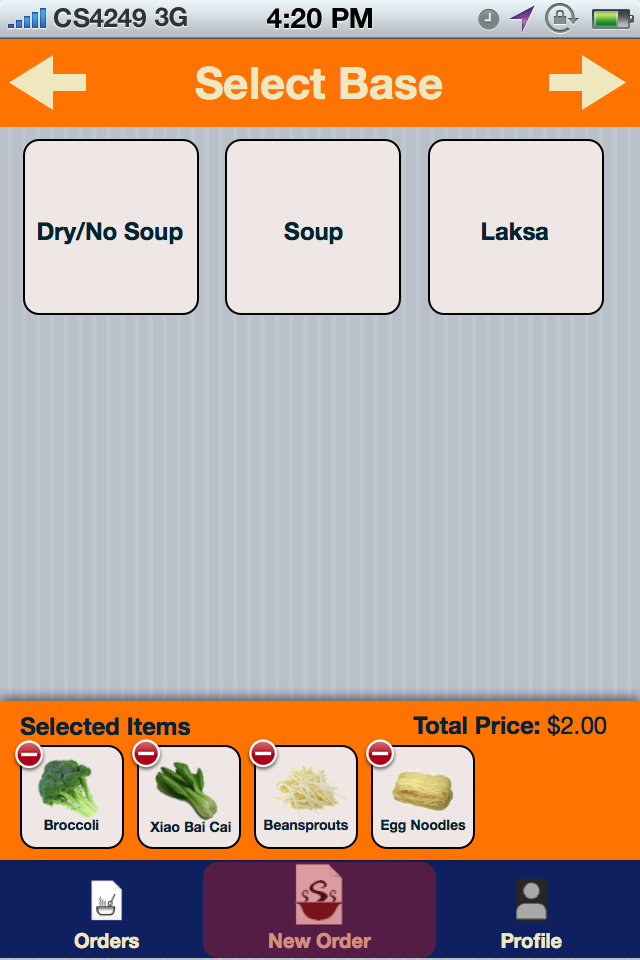 CS4249 3G 4:20 PM
Select Base
Dry/No Soup Soup Laksa
Selected Items Total Price: $2.00
Broccoli Xiao Bai Cai Beansprouts Egg Noodles
Orders New Order Profile